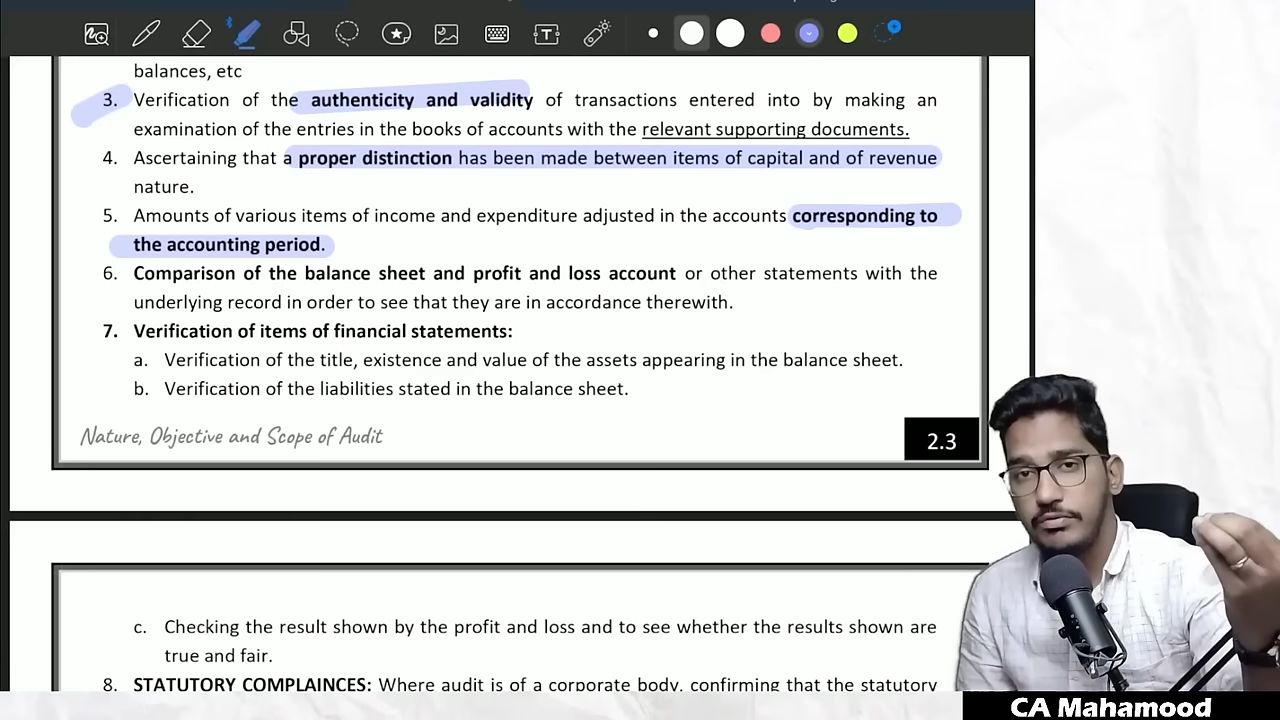 balances, etc
3. Verification of the authenticity and validity of transactions entered into by making an
examination of the entries in the books of accounts with the relevant supporting documents.
4. Ascertaining that a proper distinction has been made between items of capital and of revenue
nature.
5. Amounts of various items of income and expenditure adjusted in the accounts corresponding to
the accounting period.
6. Comparison of the balance sheet and profit and loss account or other statements with the
underlying record in order to see that they are in accordance therewith.
7. Verification of items of financial statements:
a. Verification of the title, existence and value of the assets appearing in the balance sheet.
b. Verification of the liabilities stated in the balance sheet.
Nature, Objective and Scope of Audit
2.3
c. Checking the result shown by the profit and loss and to see whether the results shown are
true and fair.
8. STATUTORY COMPLAINCES: Where audit is of a corporate body, confirming that the statutory
CA Mahamood